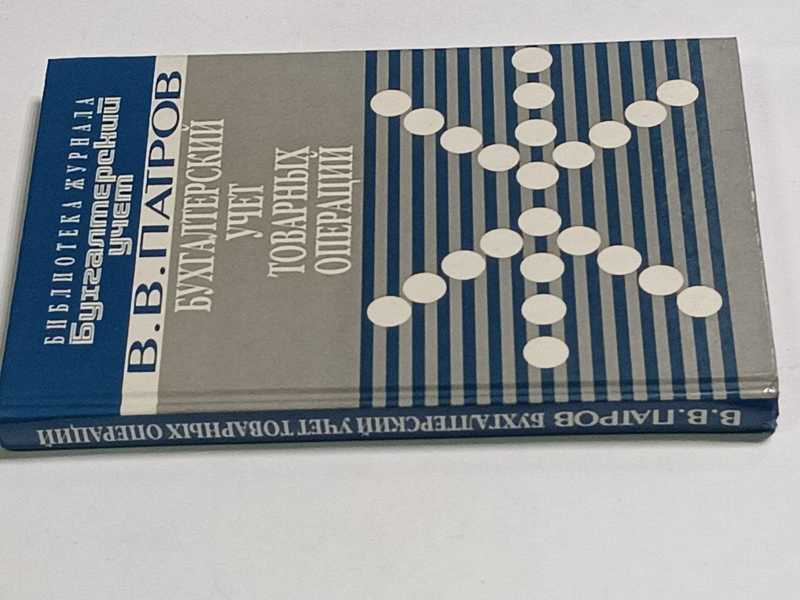 БИБЛИОТЕКА ЖУРНАЛА
Бухгалтерский
учет
В.В.ПАТРОВ
БУХГАЛТЕРСКИЙ
УЧЕТ
ТОВАРНЫХ
ОПЕРАЦИЙ
В.В.ПАТРОВ БУХГАЛТЕРСКИЙ УЧЕТ ТОВАРНЫХ ОПЕРАЦИЙ